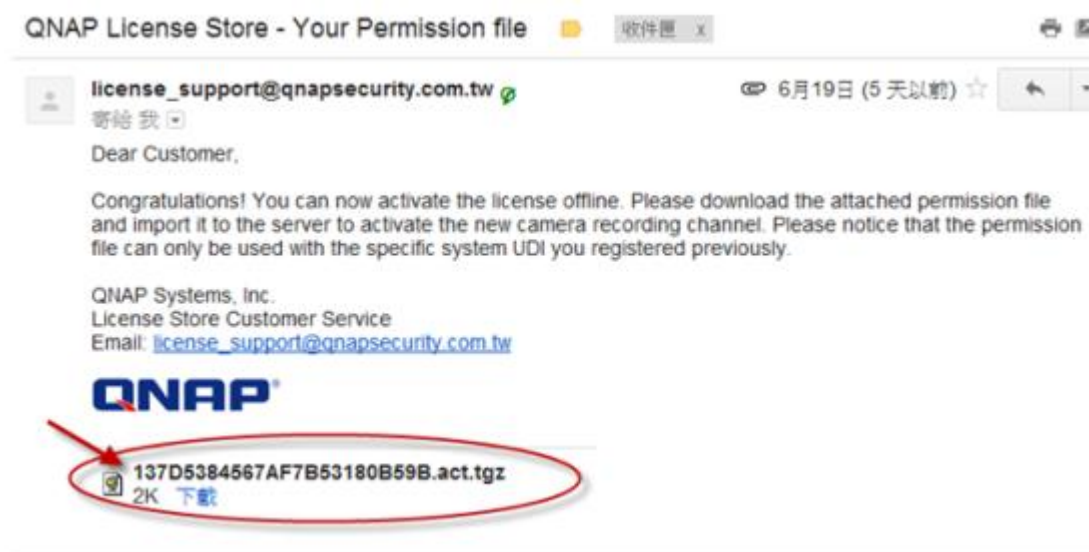 QNAP License Store - Your Permission file 收件匣 x
license_support@qnapsecurity.com.tw 6月19日 (5 天以前)
寄給 我
Dear Customer,
Congratulations! You can now activate the license offline. Please download the attached permission file
and import it to the server to activate the new camera recording channel. Please notice that the permission
file can only be used with the specific system UDI you registered previously.
QNAP Systems, Inc.
License Store Customer Service
Email: license_support@qnapsecurity.com.tw
QNAP
137D5384567AF7B53180B59B.act.tgz
2K 下載